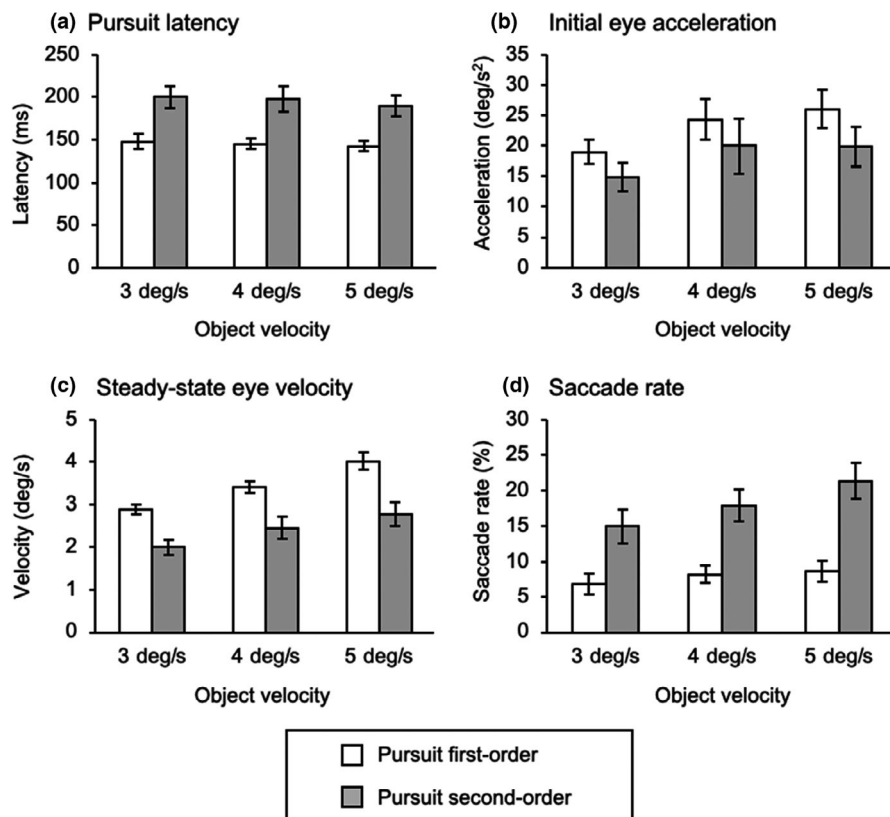 (a) Pursuit latency
Latency (ms)
250
200
150
100
50
0
3 deg/s 4 deg/s 5 deg/s
Object velocity
(b) Initial eye acceleration
Acceleration (deg/s²)
35
30
25
20
15
10
5
0
3 deg/s 4 deg/s 5 deg/s
Object velocity
(c) Steady-state eye velocity
Velocity (deg/s)
5
4
3
2
1
0
3 deg/s 4 deg/s 5 deg/s
Object velocity
(d) Saccade rate
Saccade rate (%)
30
25
20
15
10
5
0
3 deg/s 4 deg/s 5 deg/s
Object velocity
Pursuit first-order
Pursuit second-order